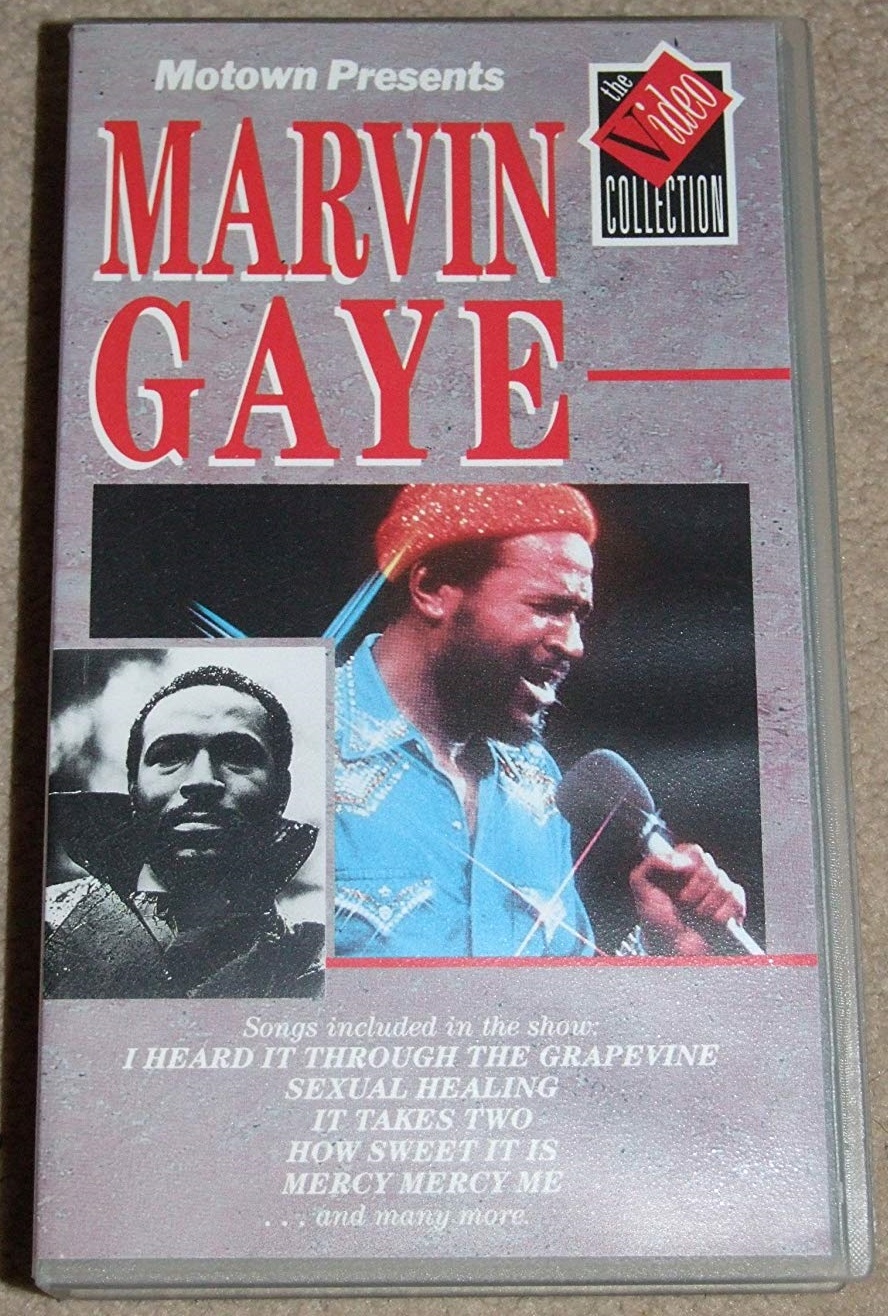 Motown Presents
the
Video
COLLECTION
MARVIN
GAYE
Songs included in the show:
I HEARD IT THROUGH THE GRAPEVINE
SEXUAL HEALING
IT TAKES TWO
HOW SWEET IT IS
MERCY MERCY ME
. . . and many more.